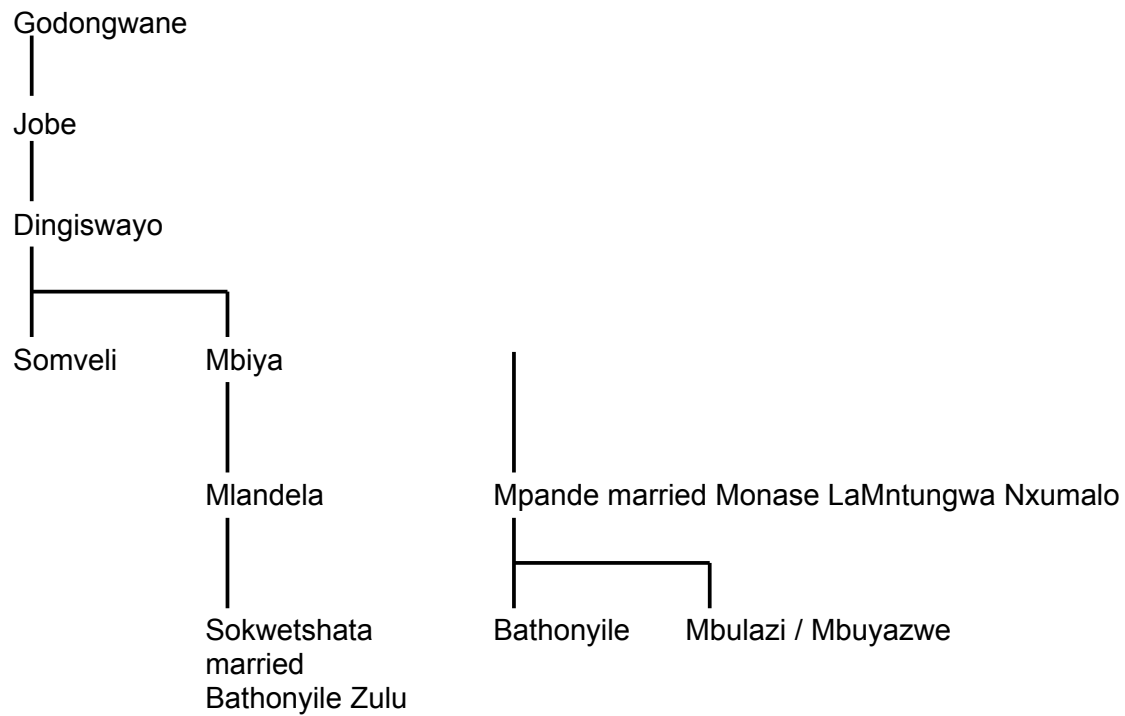 Godongwane
Jobe
Dingiswayo
Somveli
Mbiya
Mlandela
Mpande married Monase LaMntungwa Nxumalo
Sokwetshata
married
Bathonyile Zulu
Bathonyile
Mbulazi / Mbuyazwe